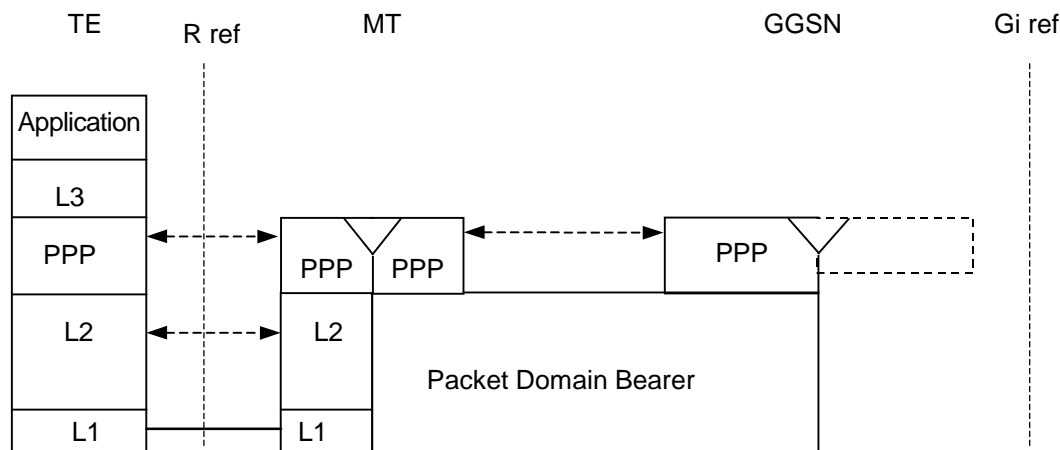 TE
R ref
MT
GGSN
Gi ref
Application
L3
PPP
PPP
PPP
PPP
L2
L2
Packet Domain Bearer
L1
L1